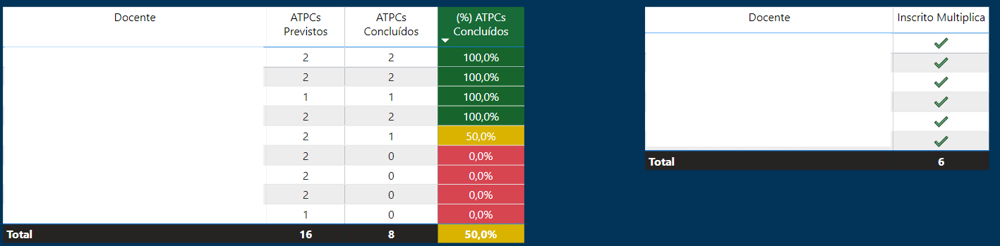 Docente ATPCs Previstos ATPCs Concluídos (%) ATPCs Concluídos
2 2 100,0%
2 2 100,0%
1 1 100,0%
2 2 100,0%
2 1 50,0%
2 0 0,0%
2 0 0,0%
2 0 0,0%
1 0 0,0%
Total 16 8 50,0%
Docente Inscrito Multiplica
Total 6